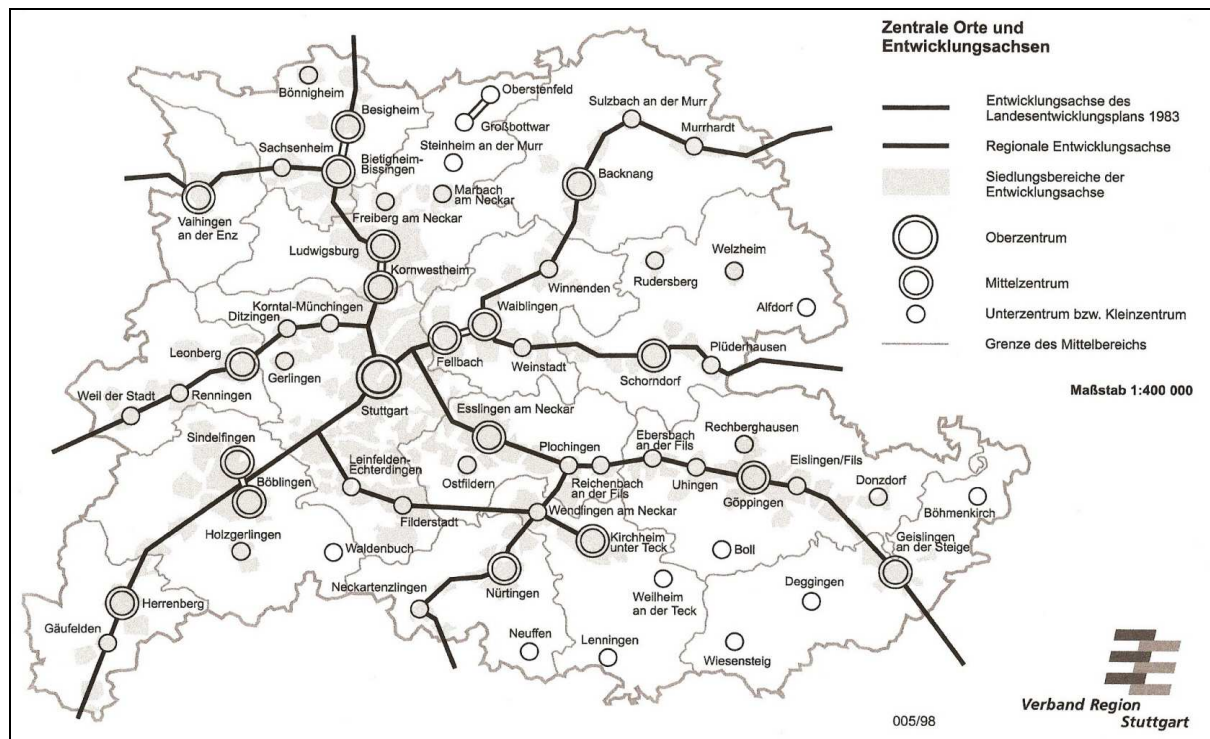 Zentrale Orte und
Entwicklungsachsen
Entwicklungsachse des
Landesentwicklungsplans 1983
Regionale Entwicklungsachse
Siedlungsbereiche der
Entwicklungsachse
Oberzentrum
Mittelzentrum
Unterzentrum bzw. Kleinzentrum
Grenze des Mittelbereichs
Maßstab 1:400 000
Bönnigheim
Besigheim
Oberstenfeld
Großbottwar
Sulzbach an der Murr
Murrhardt
Sachsenheim
Bietigheim-
Bissingen
Steinheim an der Murr
Backnang
Marbach
am Neckar
Vaihingen
an der Enz
Freiberg am Neckar
Ludwigsburg
Kornwestheim
Winnenden
Rudersberg
Welzheim
Alfdorf
Korntal-Münchingen
Ditzingen
Waiblingen
Leonberg
Gerlingen
Fellbach
Weinstadt
Schorndorf
Plüderhausen
Weil der Stadt
Renningen
Stuttgart
Sindelfingen
Böblingen
Esslingen am Neckar
Plochingen
Ebersbach
an der Fils
Rechberghausen
Eislingen/Fils
Leinfelden-
Echterdingen
Ostfildern
Reichenbach
an der Fils
Uhingen
Göppingen
Donzdorf
Böhmenkirch
Filderstadt
Wendlingen am Neckar
Holzgerlingen
Waldenbuch
Kirchheim
unter Teck
Boll
Geislingen
an der Steige
Neckartenzlingen
Nürtingen
Weilheim
an der Teck
Deggingen
Herrenberg
Gäufelden
Neuffen
Lenningen
Wiesensteig
005/98
Verband Region
Stuttgart